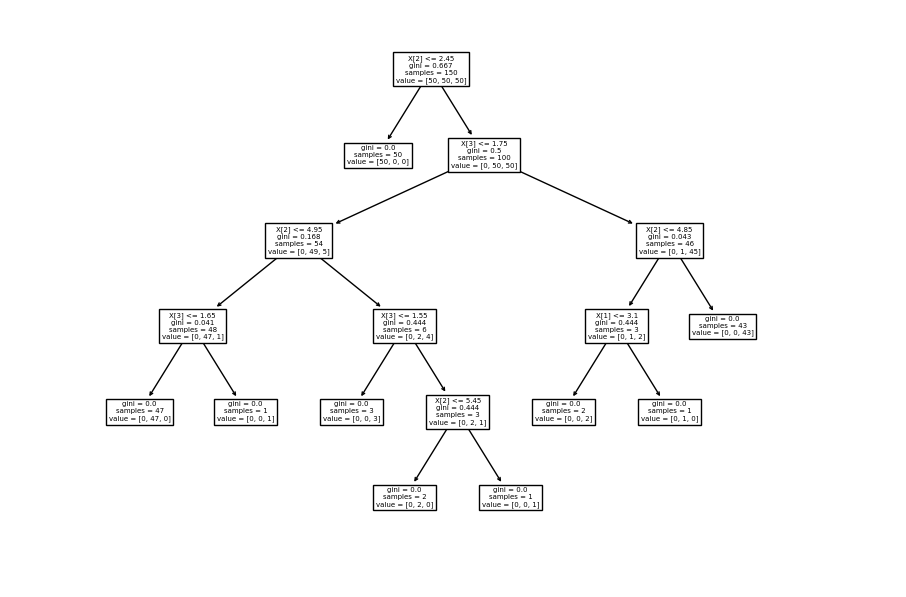 X[2] <= 2.45
gini = 0.667
samples = 150
value = [50, 50, 50]
gini = 0.0
samples = 50
value = [50, 0, 0]
X[3] <= 1.75
gini = 0.5
samples = 100
value = [0, 50, 50]
X[2] <= 4.95
gini = 0.168
samples = 54
value = [0, 49, 5]
X[2] <= 4.85
gini = 0.043
samples = 46
value = [0, 1, 45]
X[3] <= 1.65
gini = 0.041
samples = 48
value = [0, 47, 1]
X[3] <= 1.55
gini = 0.444
samples = 6
value = [0, 2, 4]
X[1] <= 3.1
gini = 0.444
samples = 3
value = [0, 1, 2]
gini = 0.0
samples = 43
value = [0, 0, 43]
gini = 0.0
samples = 47
value = [0, 47, 0]
gini = 0.0
samples = 1
value = [0, 0, 1]
gini = 0.0
samples = 3
value = [0, 0, 3]
X[2] <= 5.45
gini = 0.444
samples = 3
value = [0, 2, 1]
gini = 0.0
samples = 2
value = [0, 0, 2]
gini = 0.0
samples = 1
value = [0, 1, 0]
gini = 0.0
samples = 2
value = [0, 2, 0]
gini = 0.0
samples = 1
value = [0, 0, 1]